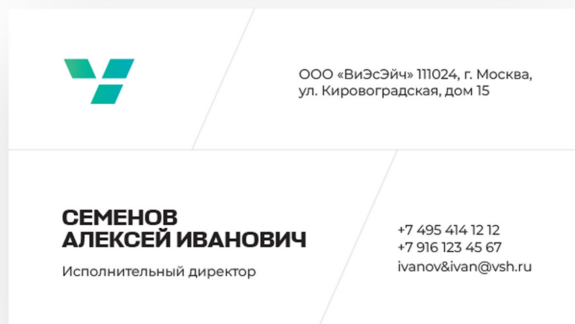 ООО «ВиЭсЭйч» 111024, г. Москва,
ул. Кировоградская, дом 15
СЕМЕНОВ
АЛЕКСЕЙ ИВАНОВИЧ
Исполнительный директор
+7 495 414 12 12
+7 916 123 45 67
ivanov&ivan@vsh.ru